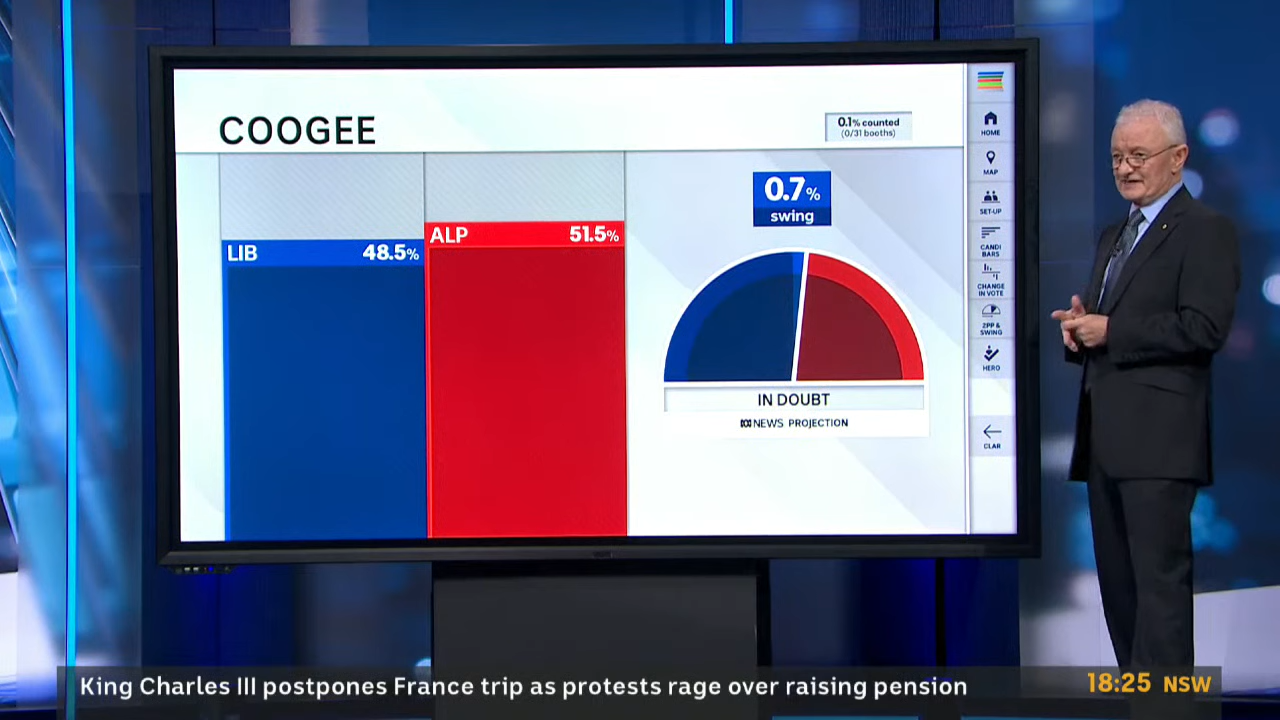 COOGEE
0.1% counted
(0/31 booths)
LIB 48.5%
ALP 51.5%
0.7%
swing
IN DOUBT
NEWS PROJECTION
HOME
MAP
SET-UP
CANDI
BARS
CHANGE
IN VOTE
2PP &
SWING
HERO
CLAR
King Charles III postpones France trip as protests rage over raising pension
18:25 NSW